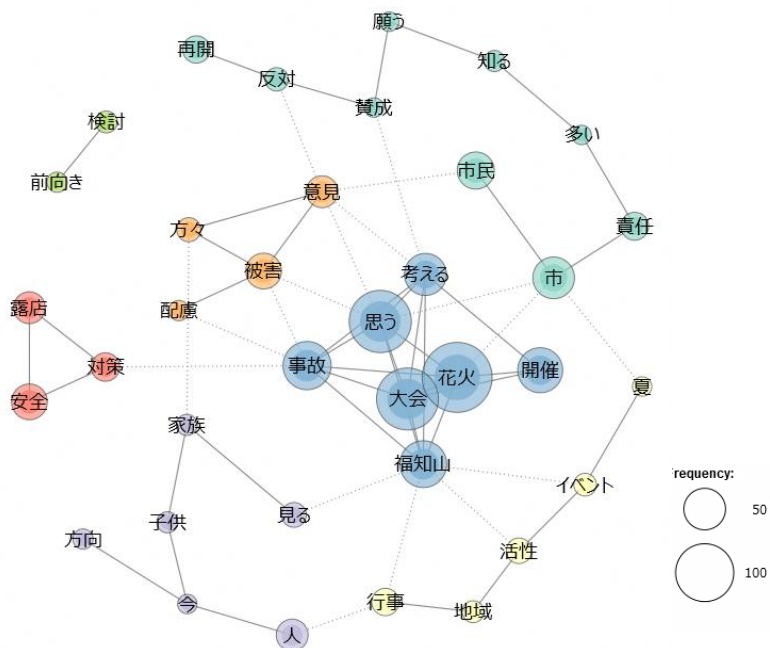 願う
再開
知る
反対
賛成
検討
多い
市民
前向き
意見
方々
責任
被害
考える
市
配慮
露店
思う
対策
事故
花火
開催
大会
夏
安全
家族
福知山
requency:
イベント
見る
50
子供
方向
活性
100
今
行事
地域
人